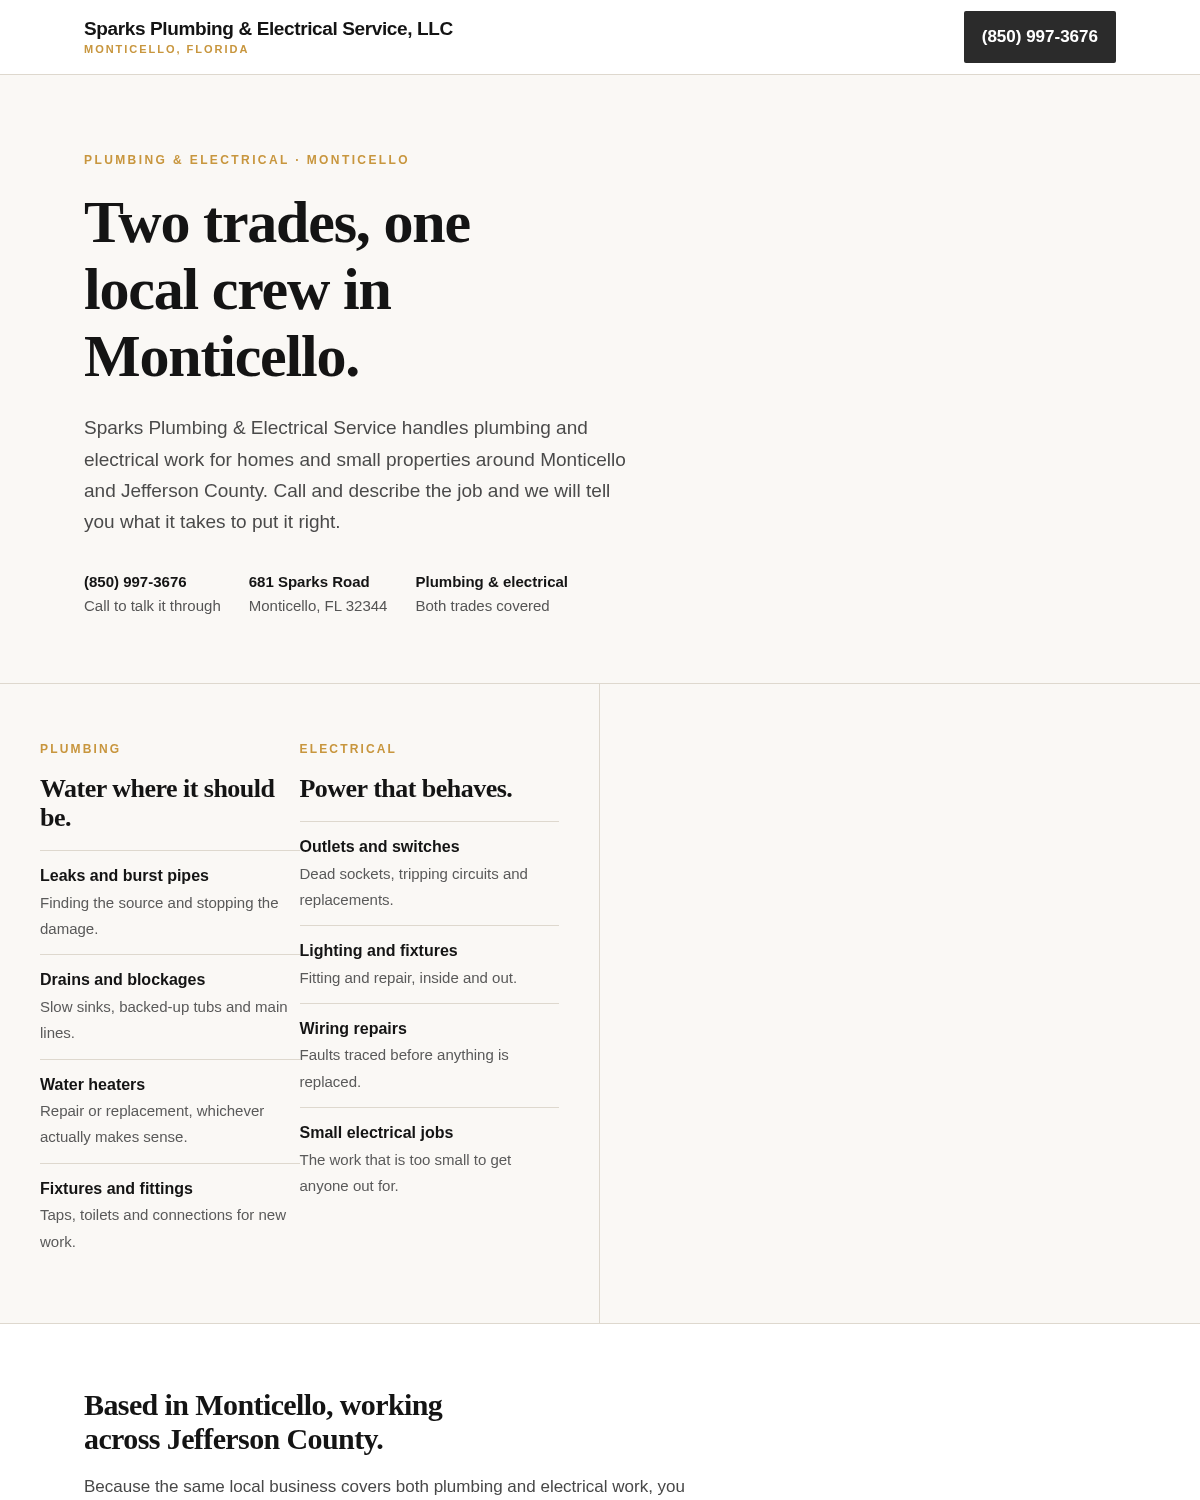 Sparks Plumbing & Electrical Service, LLC
MONTICELLO, FLORIDA
(850) 997-3676
PLUMBING & ELECTRICAL · MONTICELLO
Two trades, one
local crew in
Monticello.
Sparks Plumbing & Electrical Service handles plumbing and
electrical work for homes and small properties around Monticello
and Jefferson County. Call and describe the job and we will tell
you what it takes to put it right.
(850) 997-3676
Call to talk it through
681 Sparks Road
Monticello, FL 32344
Plumbing & electrical
Both trades covered
PLUMBING
Water where it should
be.
Leaks and burst pipes
Finding the source and stopping the
damage.
Drains and blockages
Slow sinks, backed-up tubs and main
lines.
Water heaters
Repair or replacement, whichever
actually makes sense.
Fixtures and fittings
Taps, toilets and connections for new
work.
ELECTRICAL
Power that behaves.
Outlets and switches
Dead sockets, tripping circuits and
replacements.
Lighting and fixtures
Fitting and repair, inside and out.
Wiring repairs
Faults traced before anything is
replaced.
Small electrical jobs
The work that is too small to get
anyone out for.
Based in Monticello, working
across Jefferson County.
Because the same local business covers both plumbing and electrical work, you